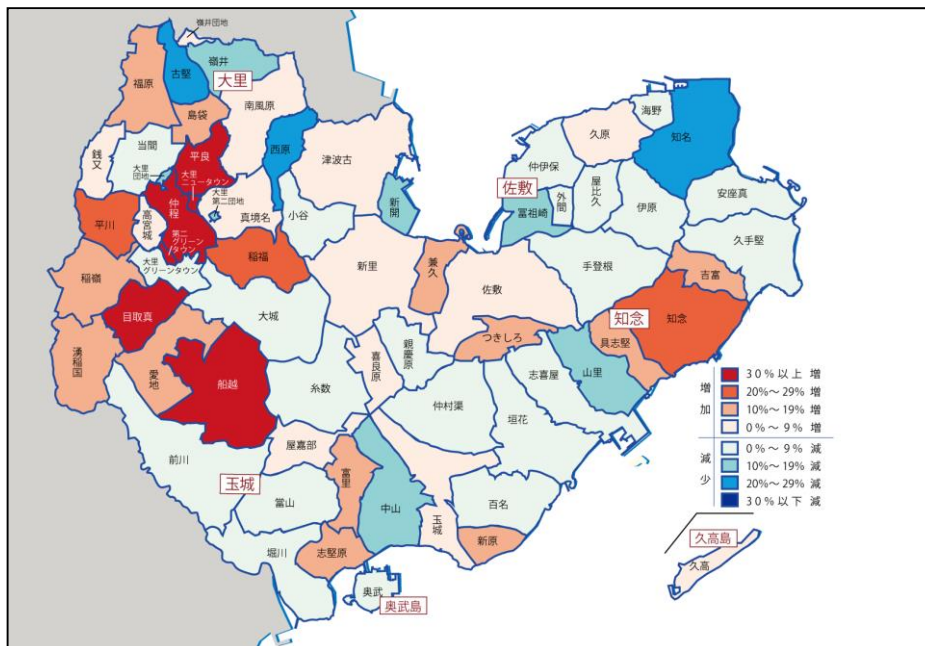 嶺井団地
嶺井
古堅
福原
大里
島袋
南風原
銭又
当間
平良
西原
津波古
大里
団地
大里
ニュータウン
仲程
大里
第二団地
高宮城
真境名
小谷
新開
平川
第二
グリーン
タウン
大里
グリーンタウン
稲福
稲嶺
目取真
大城
新里
兼久
佐敷
湧稲国
愛地
船越
糸数
喜良原
親慶原
つきしろ
海野
久原
知名
仲伊保
佐敷
冨祖崎
外間
屋比久
伊原
安座真
久手堅
手登根
吉富
知念
知念
具志堅
山里
志喜屋
垣花
仲村渠
前川
屋嘉部
玉城
富里
當山
中山
玉城
百名
新原
堀川
志堅原
奥武
奥武島
増加
30%以上 増
20%～29% 増
10%～19% 増
0%～9% 増
減少
0%～9% 減
10%～19% 減
20%～29% 減
30%以下 減
久高島
久高